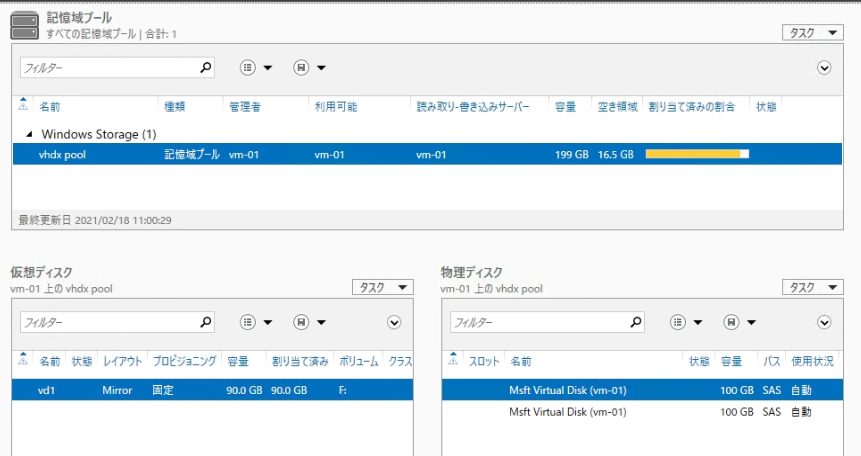 記憶域プール
すべての記憶域プール | 合計: 1
タスク
フィルター
名前 種類 管理者 利用可能 読み取り-書き込みサーバー 容量 空き領域 割り当て済みの割合 状態
Windows Storage (1)
vhdx pool 記憶域プール vm-01 vm-01 vm-01 199 GB 16.5 GB
最終更新日 2021/02/18 11:00:29
仮想ディスク
vm-01 上の vhdx pool
タスク
フィルター
名前 状態 レイアウト プロビジョニング 容量 割り当て済み ボリューム クラス
vd1 Mirror 固定 90.0 GB 90.0 GB F:
物理ディスク
vm-01 上の vhdx pool
タスク
フィルター
スロット 名前 状態 容量 バス 使用状況
Msft Virtual Disk (vm-01) 100 GB SAS 自動
Msft Virtual Disk (vm-01) 100 GB SAS 自動